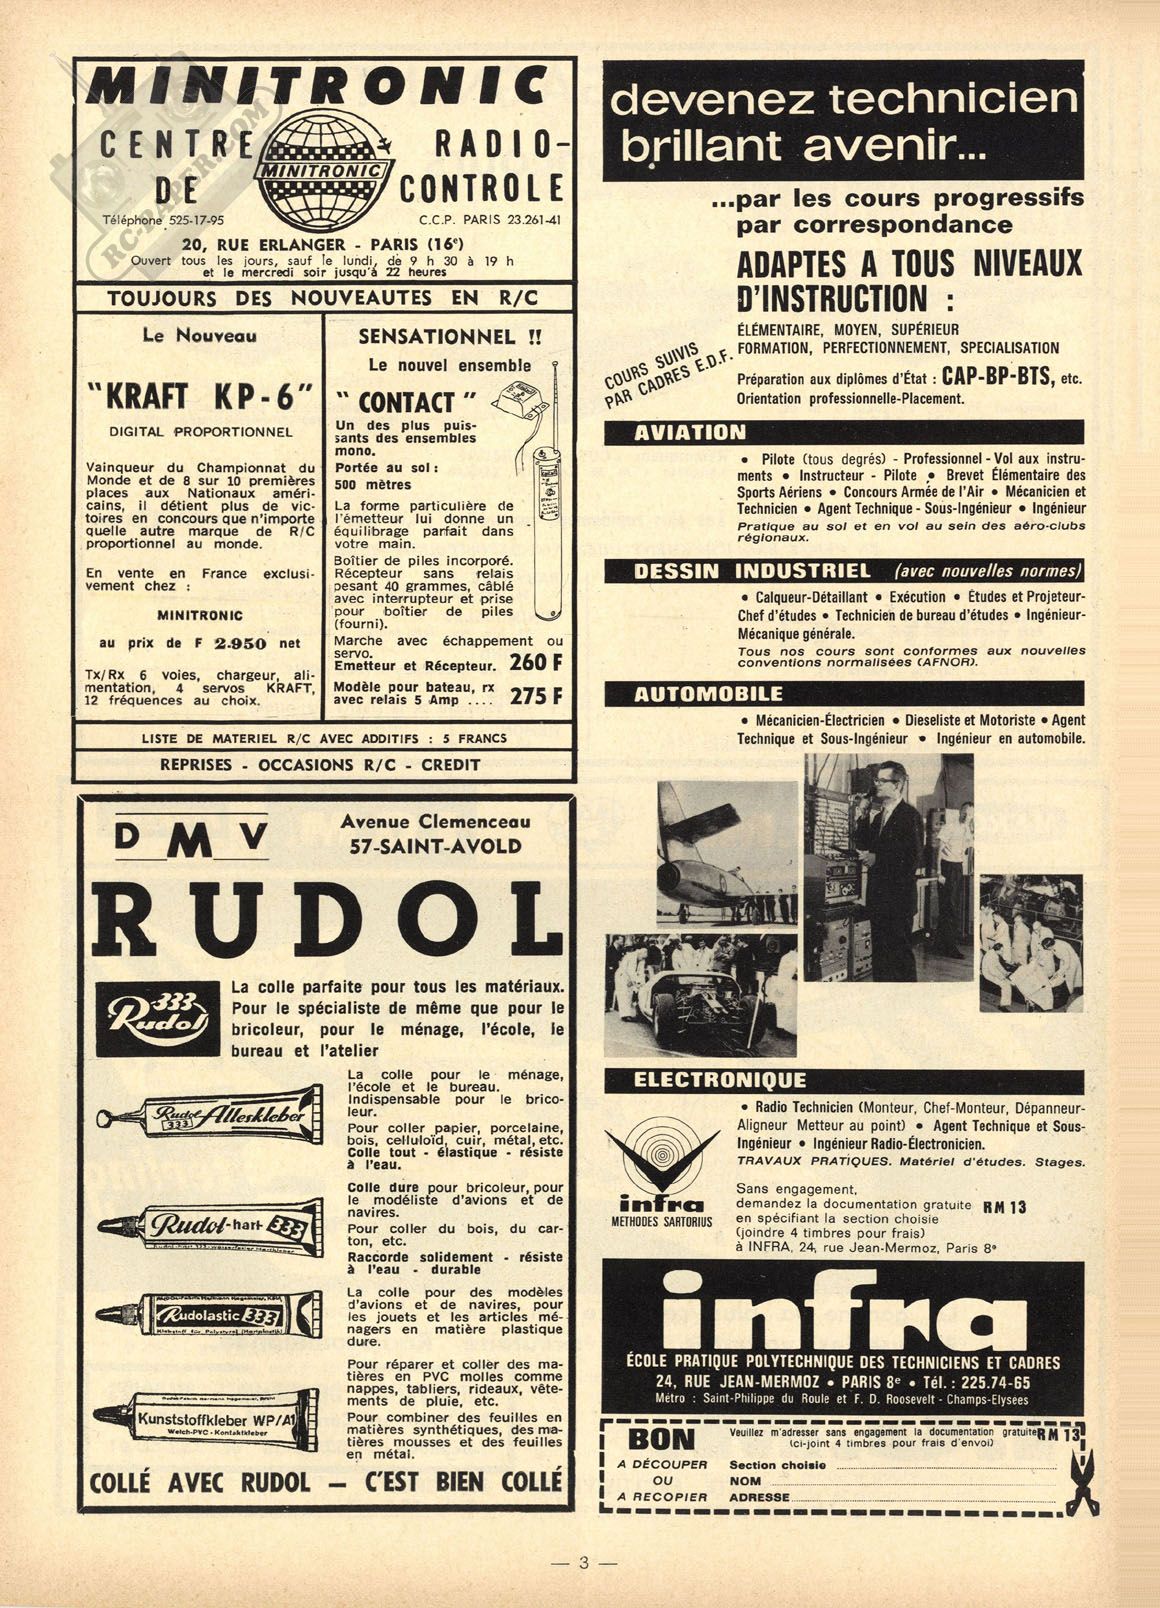 MINITRONIC
CENTRE RADIO-
DE CONTROLE
MINITRONIC
Téléphone 525-17-95 C.C.P. PARIS 23.261-41
20, RUE ERLANGER - PARIS (16e)
Ouvert tous les jours, sauf le lundi, de 9 h 30 à 19 h
et le mercredi soir jusqu'à 22 heures
RC-PAPER.COM
TOUJOURS DES NOUVEAUTES EN R/C
Le Nouveau
"KRAFT KP-6"
DIGITAL PROPORTIONNEL
Vainqueur du Championnat du
Monde et de 8 sur 10 premières
places aux Nationaux améri-
cains, il détient plus de vic-
toires en concours que n'importe
quelle autre marque de R/C
proportionnel au monde.
En vente en France exclusi-
vement chez :
MINITRONIC
au prix de F 2.950 net
Tx/Rx 6 voies, chargeur, ali-
mentation, 4 servos KRAFT,
12 fréquences au choix.
SENSATIONNEL !!
Le nouvel ensemble
" CONTACT "
Un des plus puis-
sants des ensembles
mono.
Portée au sol :
500 mètres
La forme particulière de
l'émetteur lui donne un
équilibrage parfait dans
votre main.
Boîtier de piles incorporé.
Récepteur sans relais
pesant 40 grammes, câblé
avec interrupteur et prise
pour boîtier de piles
(fourni).
Marche avec échappement ou
servo.
Emetteur et Récepteur. 260 F
Modèle pour bateau, rx
avec relais 5 Amp .... 275 F
LISTE DE MATERIEL R/C AVEC ADDITIFS : 5 FRANCS
REPRISES - OCCASIONS R/C - CREDIT
DMV
Avenue Clemenceau
57-SAINT-AVOLD
RUDOL
333
Rudol
La colle parfaite pour tous les matériaux.
Pour le spécialiste de même que pour le
bricoleur, pour le ménage, l'école, le
bureau et l'atelier
Rudol Alleskleber
333
La colle pour le ménage,
l'école et le bureau.
Indispensable pour le brico-
leur.
Pour coller papier, porcelaine,
bois, celluloïd, cuir, métal, etc.
Colle tout - élastique - résiste
à l'eau.
Rudol-hart 333
Colle dure pour bricoleur, pour
le modéliste d'avions et de
navires.
Pour coller du bois, du car-
ton, etc.
Raccorde solidement - résiste
à l'eau - durable
Rudolastic 333
La colle pour des modèles
d'avions et de navires, pour
les jouets et les articles mé-
nagers en matière plastique
dure.
Kunststoffkleber WP/A1
Weich-PVC - Kontaktkleber
Pour réparer et coller des ma-
tières en PVC molles comme
nappes, tabliers, rideaux, vête-
ments de pluie, etc.
Pour combiner des feuilles en
matières synthétiques, des ma-
tières mousses et des feuilles
en métal.
COLLÉ AVEC RUDOL — C'EST BIEN COLLÉ
devenez technicien
brillant avenir...
...par les cours progressifs
par correspondance
ADAPTES A TOUS NIVEAUX
D'INSTRUCTION :
ÉLÉMENTAIRE, MOYEN, SUPÉRIEUR
FORMATION, PERFECTIONNEMENT, SPECIALISATION
COURS SUIVIS
PAR CADRES E.D.F.
Préparation aux diplômes d'État : CAP-BP-BTS, etc.
Orientation professionnelle-Placement.
AVIATION
• Pilote (tous degrés) - Professionnel - Vol aux instru-
ments • Instructeur - Pilote • Brevet Élémentaire des
Sports Aériens • Concours Armée de l'Air • Mécanicien et
Technicien • Agent Technique - Sous-Ingénieur • Ingénieur
Pratique au sol et en vol au sein des aéro-clubs
régionaux.
DESSIN INDUSTRIEL (avec nouvelles normes)
• Calqueur-Détaillant • Exécution • Études et Projeteur-
Chef d'études • Technicien de bureau d'études • Ingénieur-
Mécanique générale.
Tous nos cours sont conformes aux nouvelles
conventions normalisées (AFNOR).
AUTOMOBILE
• Mécanicien-Électricien • Dieseliste et Motoriste • Agent
Technique et Sous-Ingénieur • Ingénieur en automobile.
ELECTRONIQUE
• Radio Technicien (Monteur, Chef-Monteur, Dépanneur-
Aligneur Metteur au point) • Agent Technique et Sous-
Ingénieur • Ingénieur Radio-Électronicien.
TRAVAUX PRATIQUES. Matériel d'études. Stages.
infra
METHODES SARTORIUS
Sans engagement,
demandez la documentation gratuite RM 13
en spécifiant la section choisie
(joindre 4 timbres pour frais)
à INFRA, 24, rue Jean-Mermoz, Paris 8e
infra
ÉCOLE PRATIQUE POLYTECHNIQUE DES TECHNICIENS ET CADRES
24, RUE JEAN-MERMOZ • PARIS 8e • Tél. : 225.74-65
Métro : Saint-Philippe du Roule et F. D. Roosevelt - Champs-Elysees
BON
A DÉCOUPER
OU
A RECOPIER
Veuillez m'adresser sans engagement la documentation gratuite RM 13
(ci-joint 4 timbres pour frais d'envoi)
Section choisie
NOM
ADRESSE
— 3 —